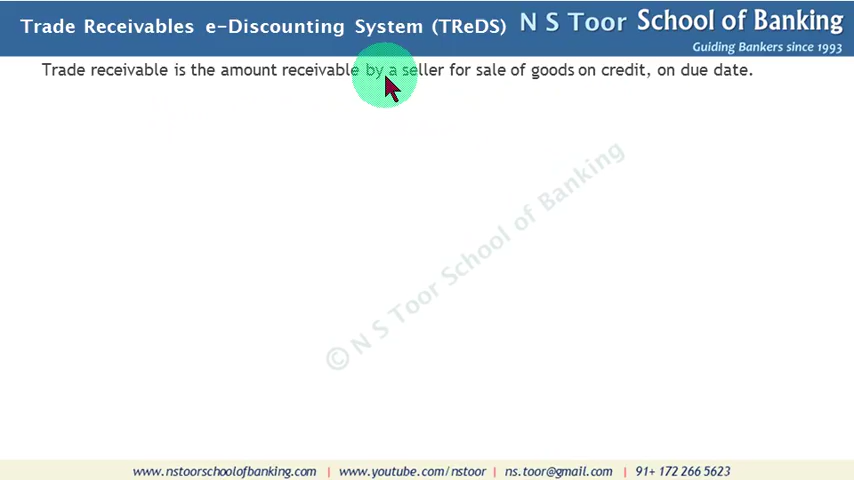 Trade Receivables e-Discounting System (TReDS)
N S Toor School of Banking
Guiding Bankers since 1993
Trade receivable is the amount receivable by a seller for sale of goods on credit, on due date.
© N S Toor School of Banking
www.nstoorschoolofbanking.com | www.youtube.com/nstoor | ns.toor@gmail.com | 91+ 172 266 5623